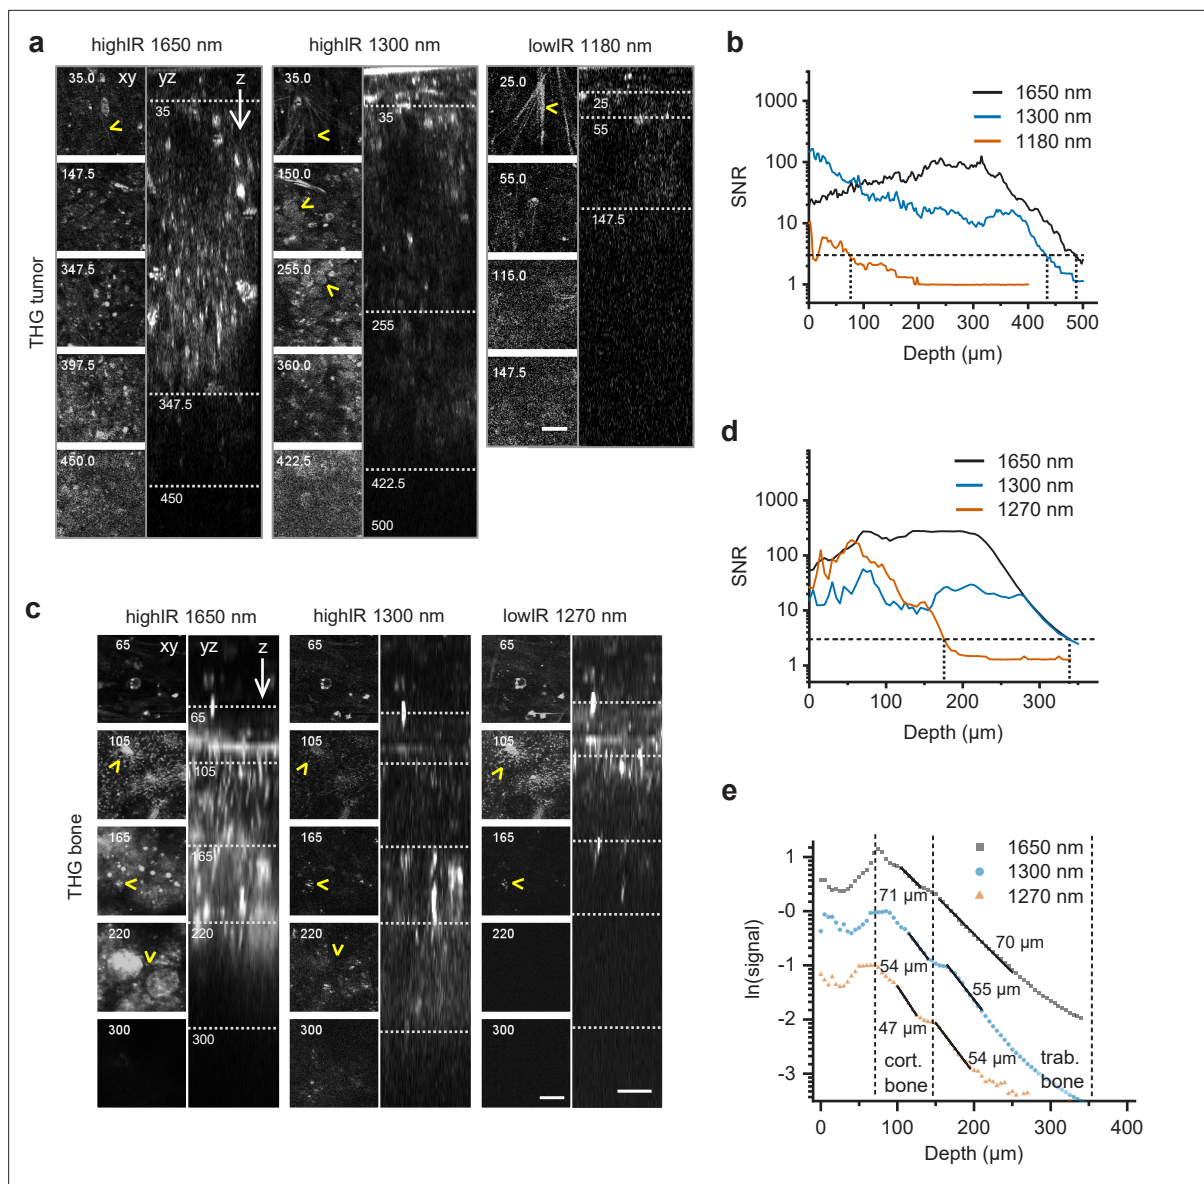 a
highIR 1650 nm
highIR 1300 nm
lowIR 1180 nm
THG tumor
35.0 xy
yz
z
35
147.5
347.5
397.5
347.5
450.0
450
35.0
35
150.0
255.0
255
360.0
422.5
422.5
500
25.0
25
55
55.0
147.5
115.0
147.5
b
SNR
1000
100
10
1
1650 nm
1300 nm
1180 nm
0 100 200 300 400 500
Depth (µm)
c
highIR 1650 nm
highIR 1300 nm
lowIR 1270 nm
THG bone
65
xy
yz
z
65
105
105
165
165
220
220
300
300
65
105
165
220
300
65
105
165
220
300
d
SNR
1000
100
10
1
1650 nm
1300 nm
1270 nm
0 100 200 300
Depth (µm)
e
ln(signal)
1
-0
-1
-2
-3
1650 nm
1300 nm
1270 nm
71 µm
70 µm
54 µm
55 µm
47 µm
54 µm
cort.
bone
trab.
bone
0 100 200 300 400
Depth (µm)